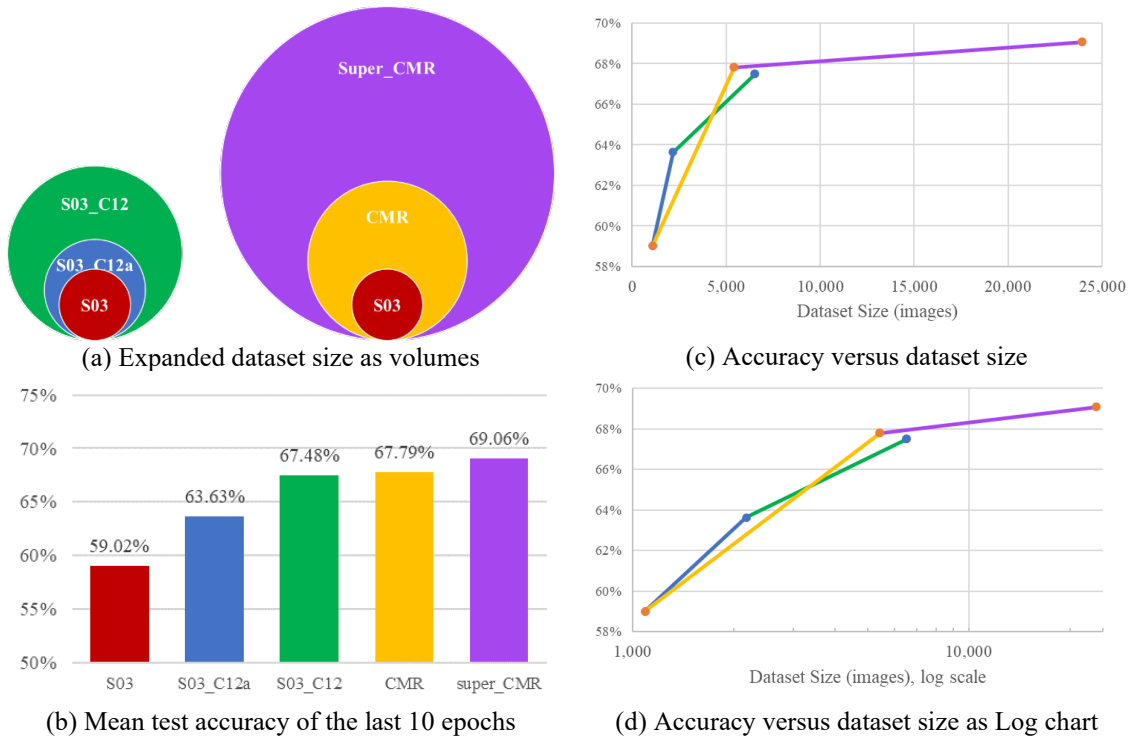 Super_CMR
S03_C12
CMR
S03_C12a
S03
S03
(a) Expanded dataset size as volumes
70%
68%
66%
64%
62%
60%
58%
0
5,000
10,000
15,000
20,000
25,000
Dataset Size (images)
(c) Accuracy versus dataset size
75%
70%
65%
60%
55%
50%
59.02%
63.63%
67.48%
67.79%
69.06%
S03
S03_C12a
S03_C12
CMR
super_CMR
(b) Mean test accuracy of the last 10 epochs
70%
68%
66%
64%
62%
60%
58%
1,000
10,000
Dataset Size (images), log scale
(d) Accuracy versus dataset size as Log chart